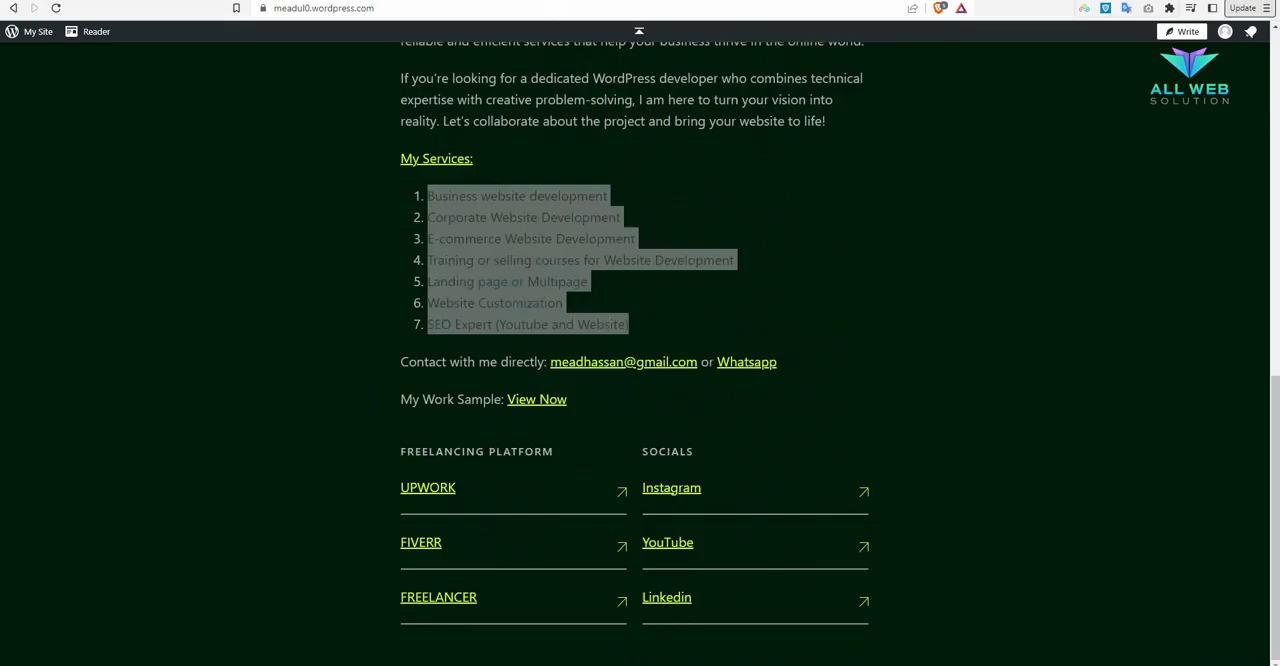 meadul0.wordpress.com
Update
My Site
Reader
Write
reliable and efficient services that help your business thrive in the online world.
ALL WEB
SOLUTION
If you're looking for a dedicated WordPress developer who combines technical
expertise with creative problem-solving, I am here to turn your vision into
reality. Let's collaborate about the project and bring your website to life!
My Services:
1. Business website development
2. Corporate Website Development
3. E-commerce Website Development
4. Training or selling courses for Website Development
5. Landing page or Multipage
6. Website Customization
7. SEO Expert (Youtube and Website)
Contact with me directly: meadhassan@gmail.com or Whatsapp
My Work Sample: View Now
FREELANCING PLATFORM
UPWORK
FIVERR
FREELANCER
SOCIALS
Instagram
YouTube
Linkedin